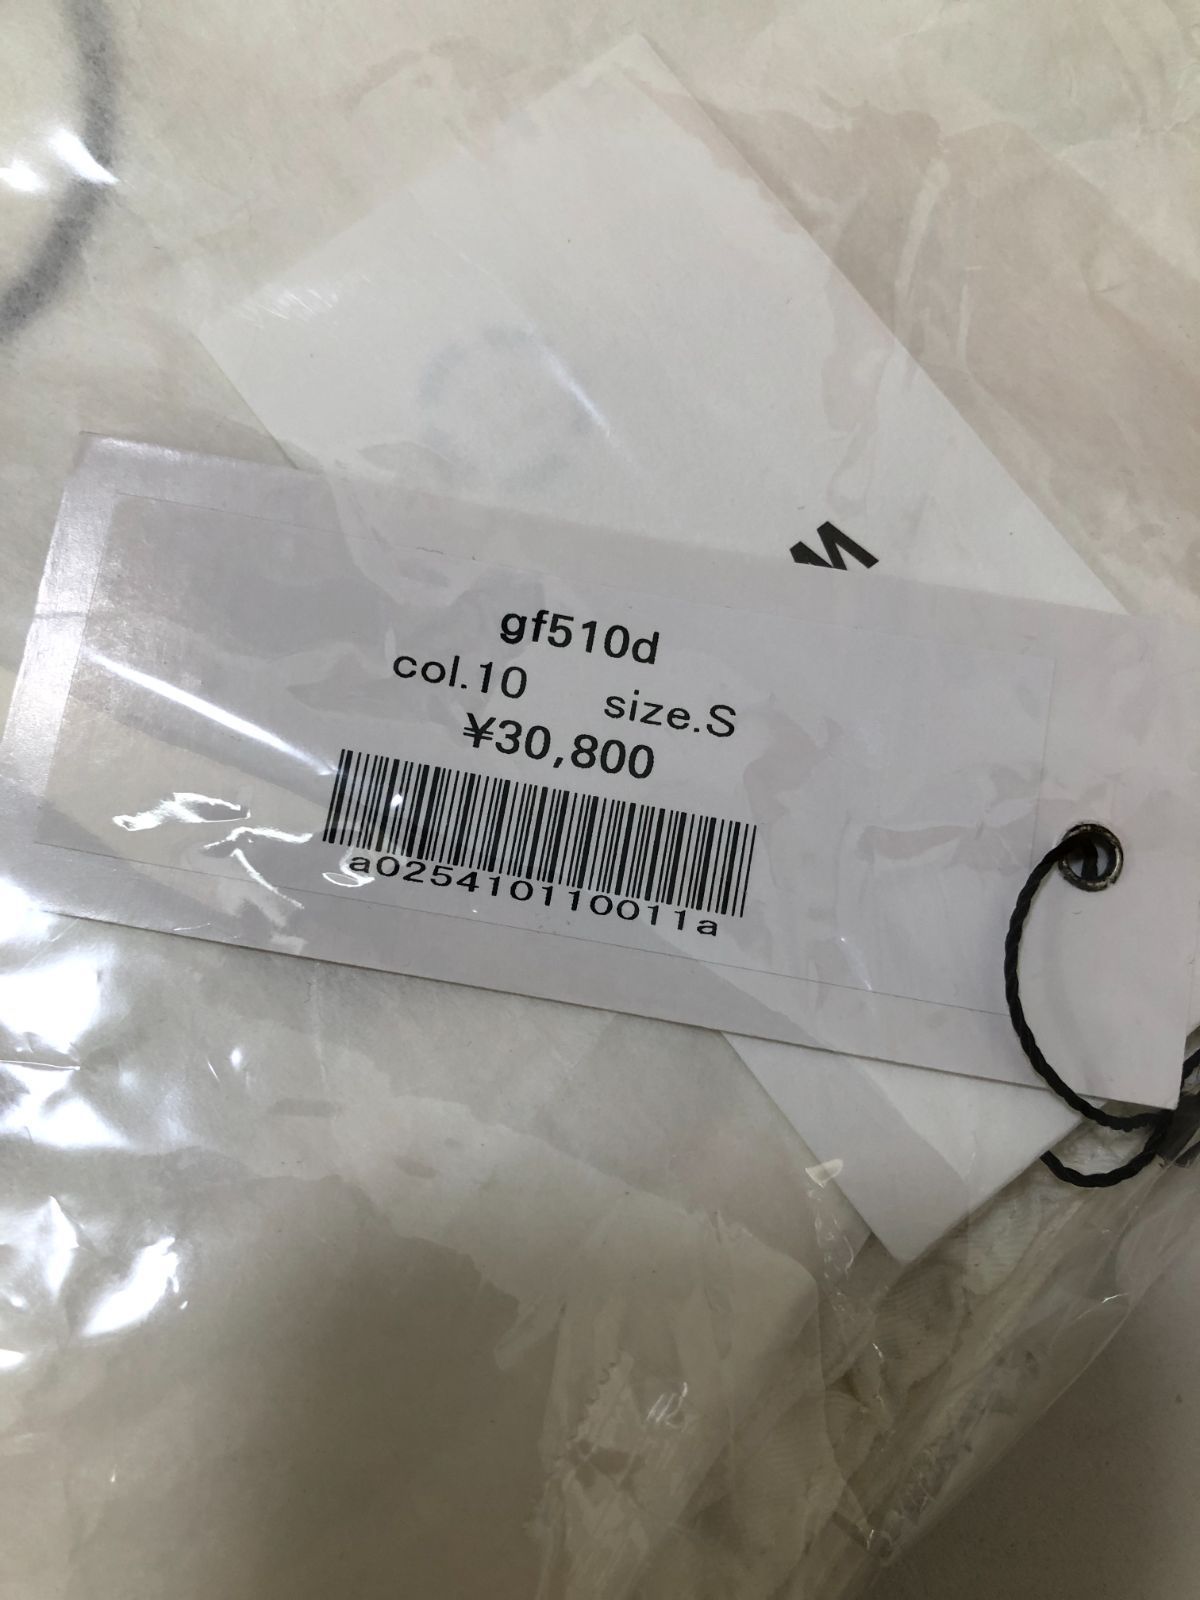 M
gf510d
col.10 size.S
¥30,800
a025410110011a